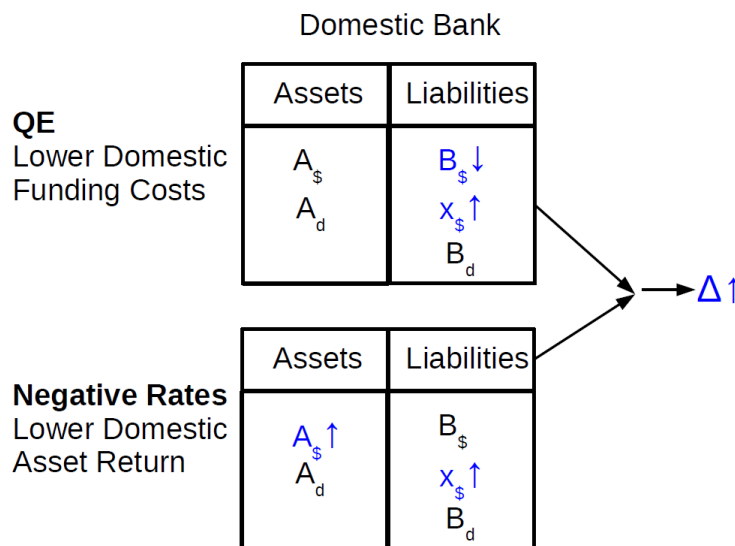 Domestic Bank
Assets Liabilities
QE
Lower Domestic
Funding Costs
A$ B$↓
Ad x$↑
Bd
Δ↑
Assets Liabilities
Negative Rates
Lower Domestic
Asset Return
A$↑ B$
Ad x$↑
Bd